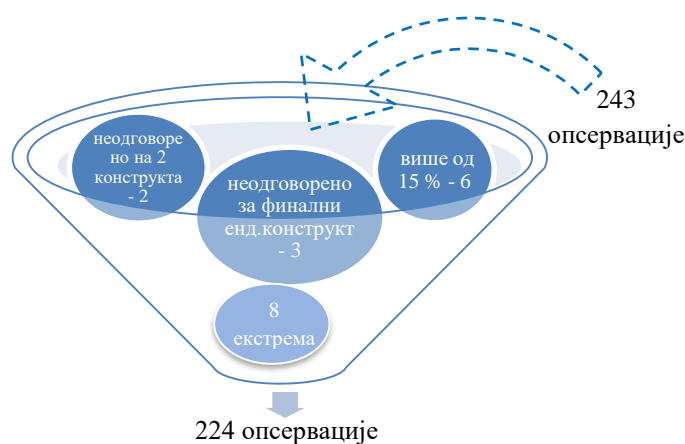 243
опсервације
неодговоре
но на 2
конструкта
- 2
неодговорено
за финални
енд.конструкт
- 3
више од
15 % - 6
8
екстрема
224 опсервације